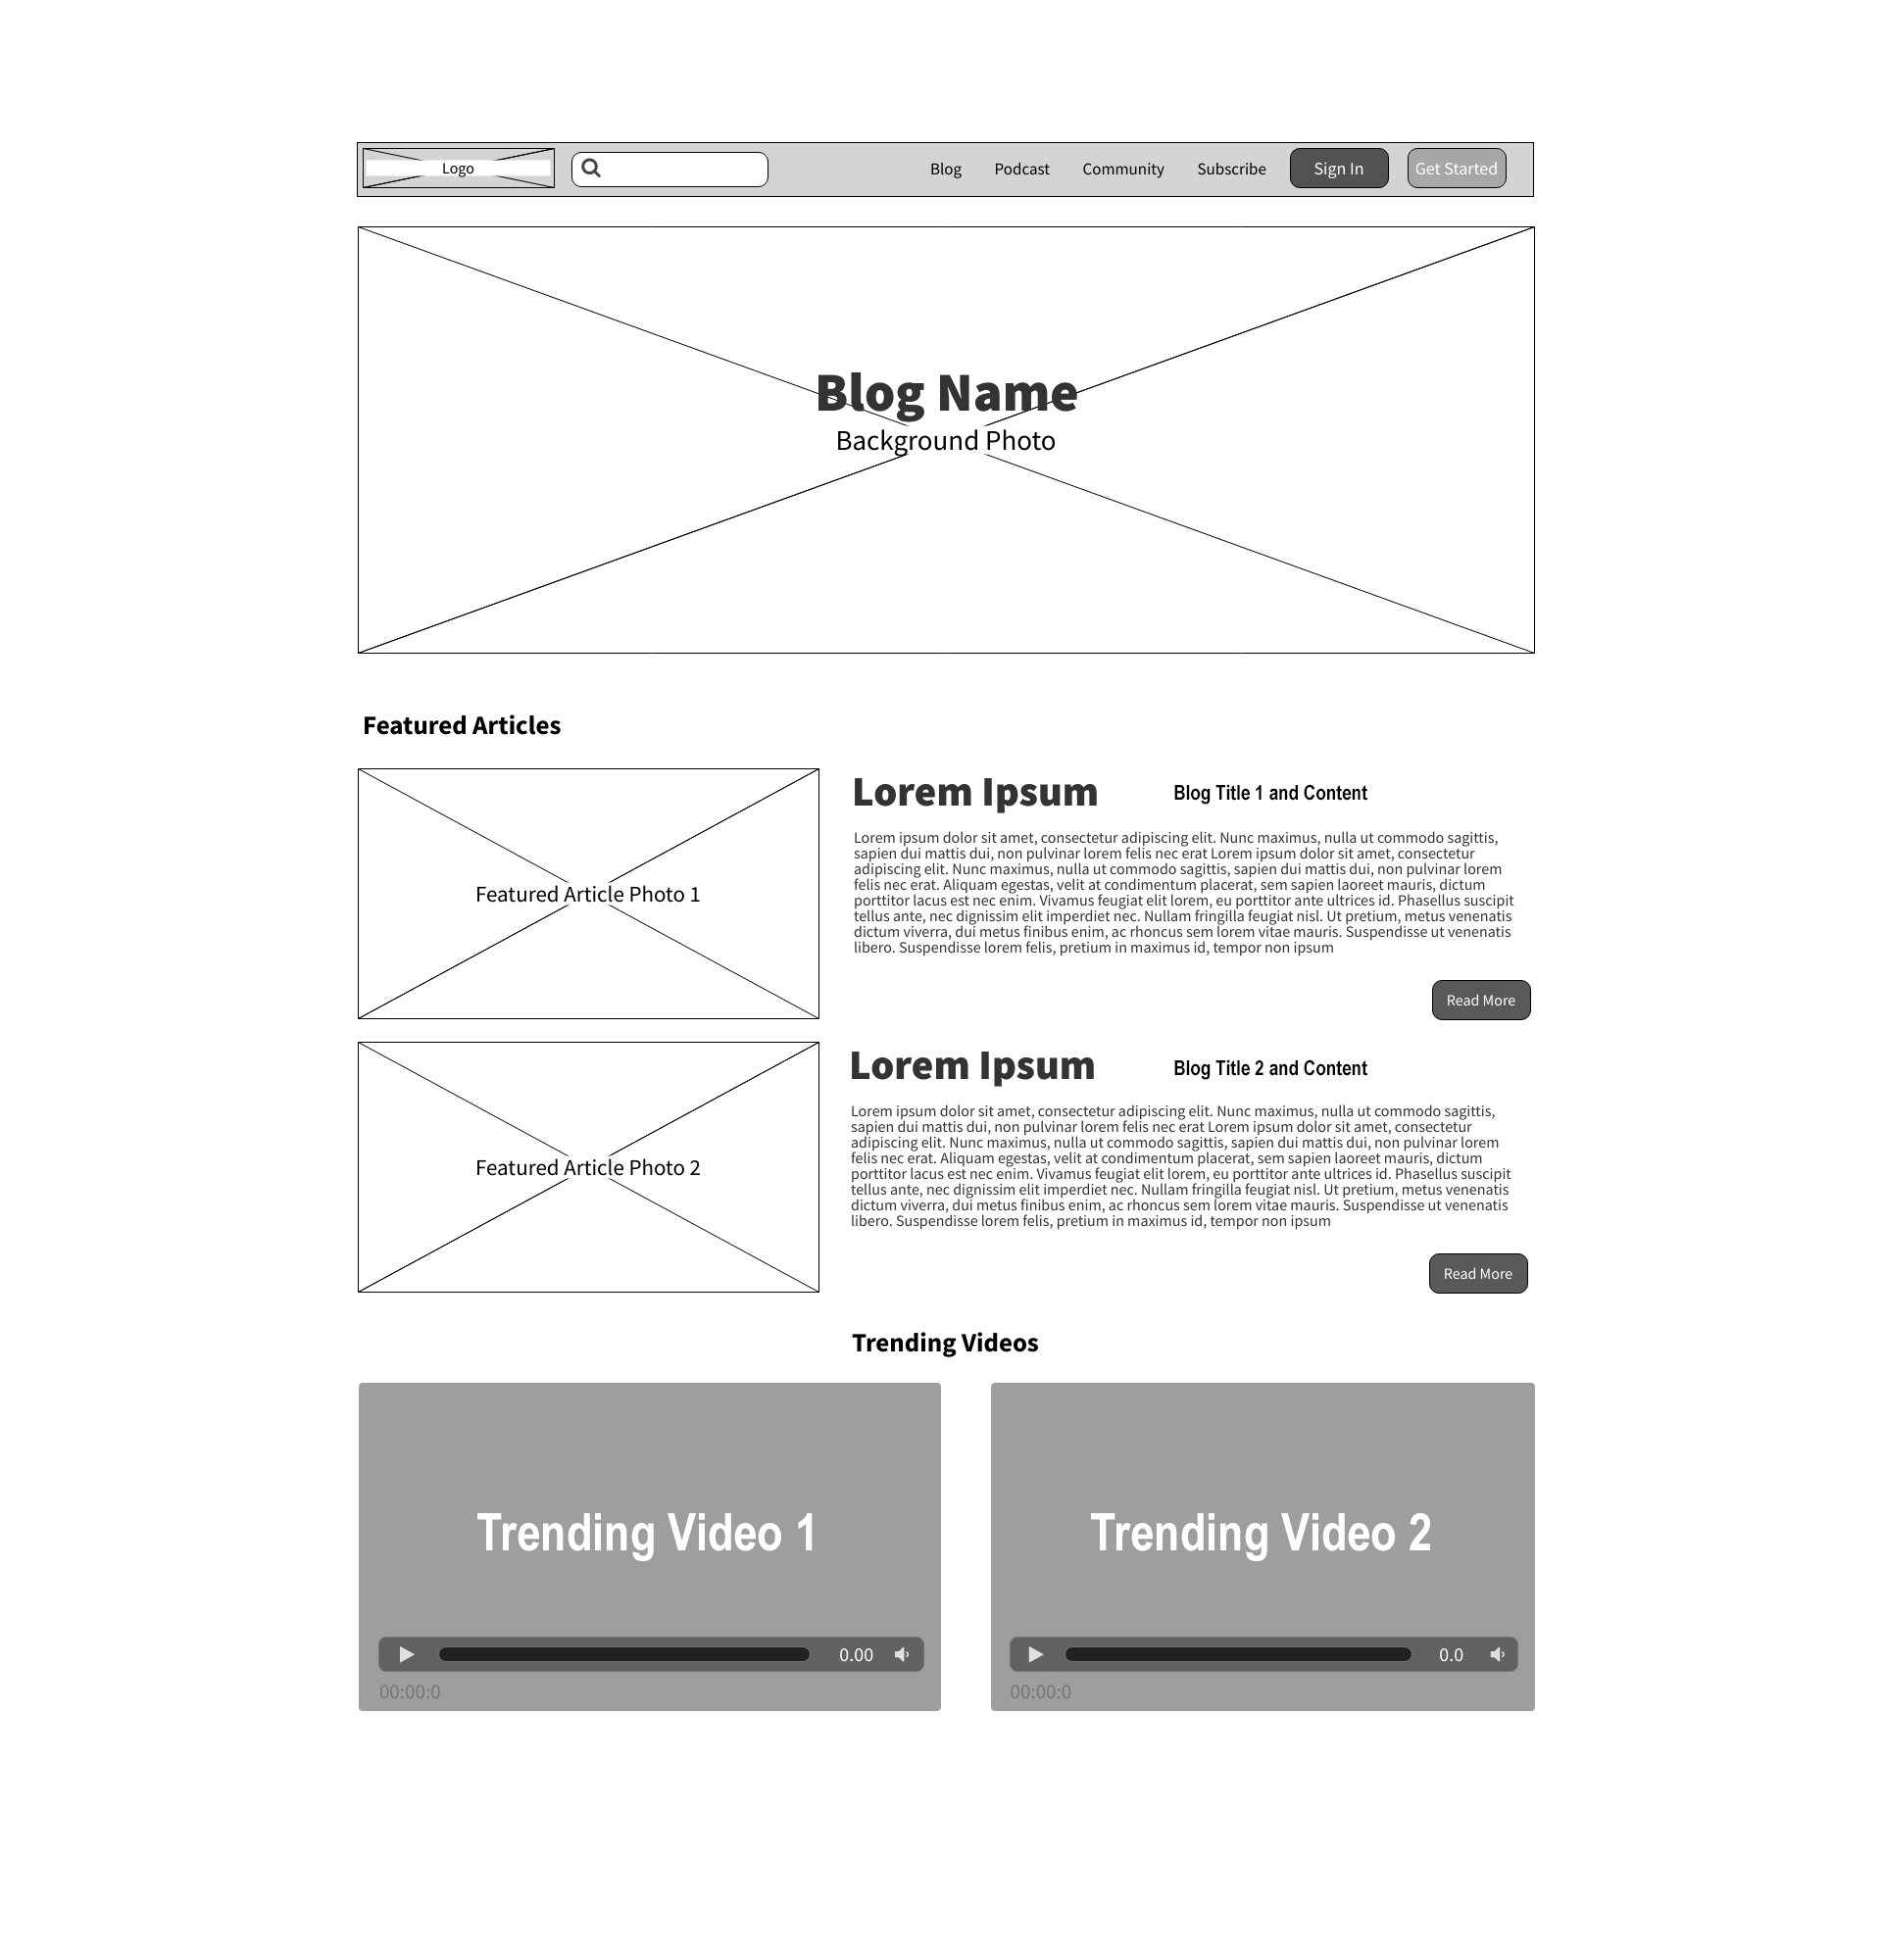 Logo
Blog Podcast Community Subscribe Sign In Get Started
Blog Name
Background Photo
Featured Articles
Featured Article Photo 1
Lorem Ipsum Blog Title 1 and Content
Lorem ipsum dolor sit amet, consectetur adipiscing elit. Nunc maximus, nulla ut commodo sagittis,
sapien dui mattis dui, non pulvinar lorem felis nec erat Lorem ipsum dolor sit amet, consectetur
adipiscing elit. Nunc maximus, nulla ut commodo sagittis, sapien dui mattis dui, non pulvinar lorem
felis nec erat. Aliquam egestas, velit at condimentum placerat, sem sapien laoreet mauris, dictum
porttitor lacus est nec enim. Vivamus feugiat elit lorem, eu porttitor ante ultrices id. Phasellus suscipit
tellus ante, nec dignissim elit imperdiet nec. Nullam fringilla feugiat nisl. Ut pretium, metus venenatis
dictum viverra, dui metus finibus enim, ac rhoncus sem lorem vitae mauris. Suspendisse ut venenatis
libero. Suspendisse lorem felis, pretium in maximus id, tempor non ipsum
Read More
Featured Article Photo 2
Lorem Ipsum Blog Title 2 and Content
Lorem ipsum dolor sit amet, consectetur adipiscing elit. Nunc maximus, nulla ut commodo sagittis,
sapien dui mattis dui, non pulvinar lorem felis nec erat Lorem ipsum dolor sit amet, consectetur
adipiscing elit. Nunc maximus, nulla ut commodo sagittis, sapien dui mattis dui, non pulvinar lorem
felis nec erat. Aliquam egestas, velit at condimentum placerat, sem sapien laoreet mauris, dictum
porttitor lacus est nec enim. Vivamus feugiat elit lorem, eu porttitor ante ultrices id. Phasellus suscipit
tellus ante, nec dignissim elit imperdiet nec. Nullam fringilla feugiat nisl. Ut pretium, metus venenatis
dictum viverra, dui metus finibus enim, ac rhoncus sem lorem vitae mauris. Suspendisse ut venenatis
libero. Suspendisse lorem felis, pretium in maximus id, tempor non ipsum
Read More
Trending Videos
Trending Video 1
0.00
00:00:0
Trending Video 2
0.0
00:00:0